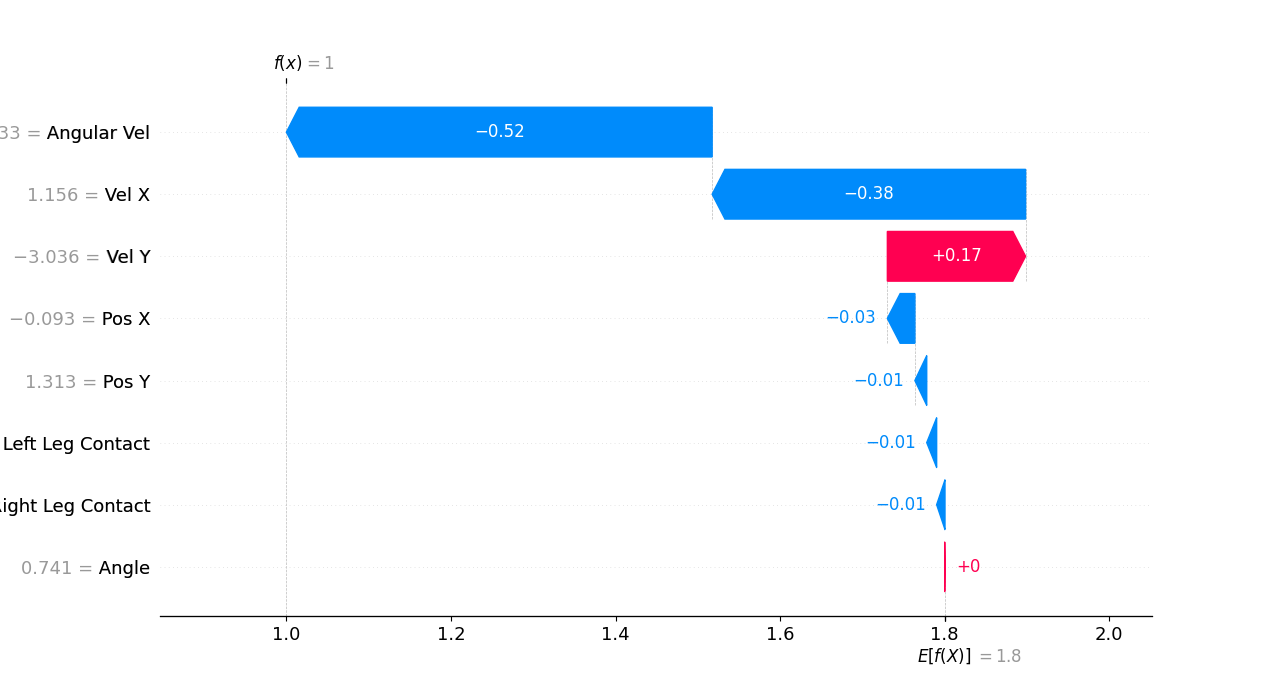 f(x) = 1
33 = Angular Vel
−0.52
1.156 = Vel X
−0.38
−3.036 = Vel Y
+0.17
−0.093 = Pos X
−0.03
1.313 = Pos Y
−0.01
Left Leg Contact
−0.01
Leg Contact
−0.01
0.741 = Angle
+0
1.0 1.2 1.4 1.6 1.8 2.0
E[f(X)] = 1.8